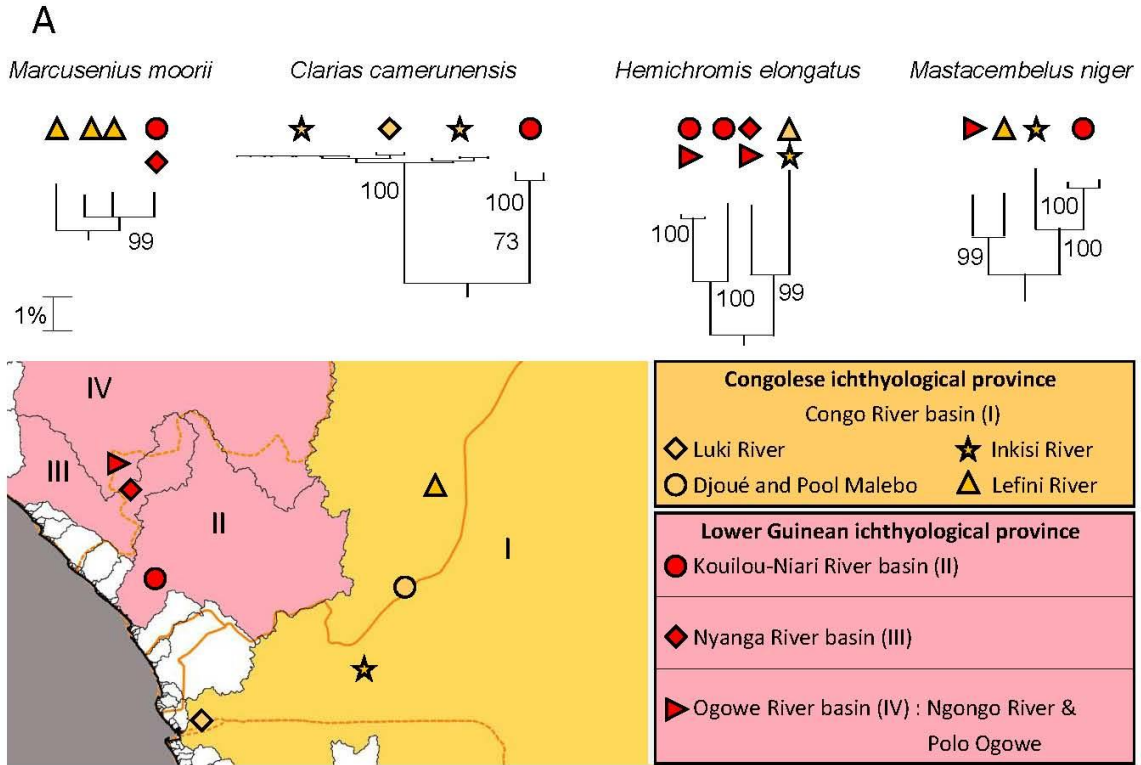 A
Marcusenius moorii
Clarias camerunensis
Hemichromis elongatus
Mastacembelus niger
99
100
100
73
100
100
99
99
100
100
1%
IV
III
II
I
Congolese ichthyological province
Congo River basin (I)
Luki River
Inkisi River
Djoué and Pool Malebo
Lefini River
Lower Guinean ichthyological province
Kouilou-Niari River basin (II)
Nyanga River basin (III)
Ogowe River basin (IV) : Ngongo River &
Polo Ogowe